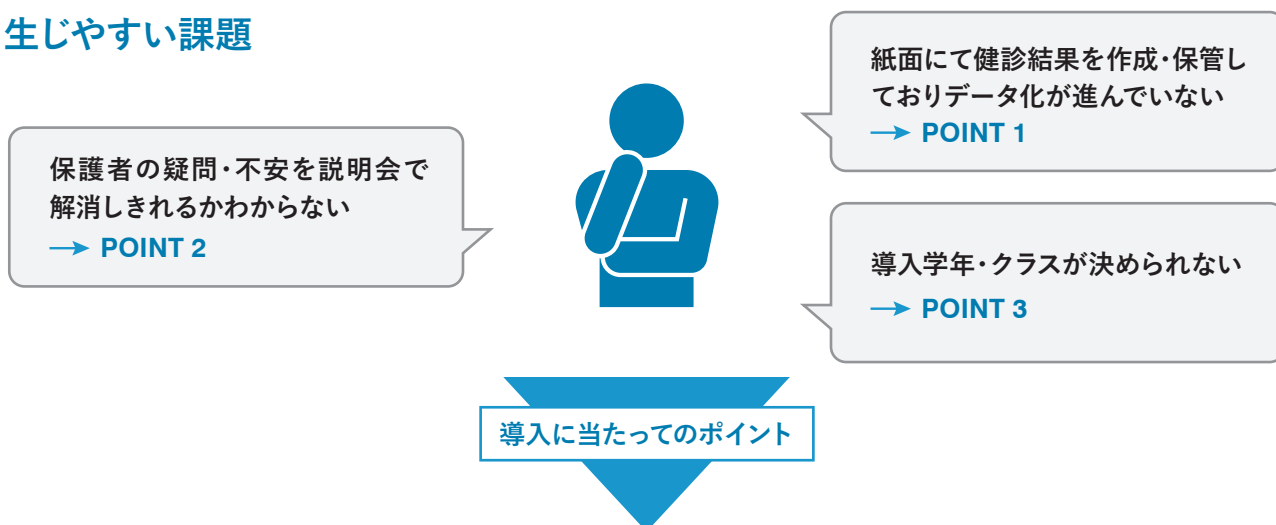 生じやすい課題
紙面にて健診結果を作成・保管し
ておりデータ化が進んでいない
→ POINT 1
保護者の疑問・不安を説明会で
解消しきれるかわからない
→ POINT 2
導入学年・クラスが決められない
→ POINT 3
導入に当たってのポイント